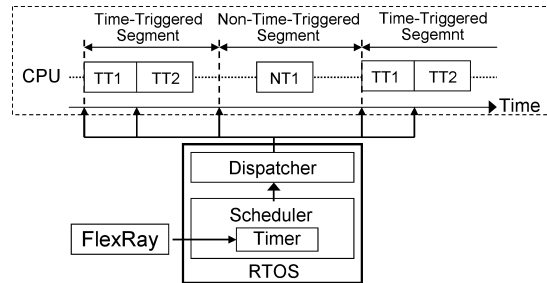 Time-Triggered Segment
Non-Time-Triggered Segment
Time-Triggered Segemnt
CPU
TT1
TT2
NT1
TT1
TT2
Time
Dispatcher
Scheduler
FlexRay
Timer
RTOS